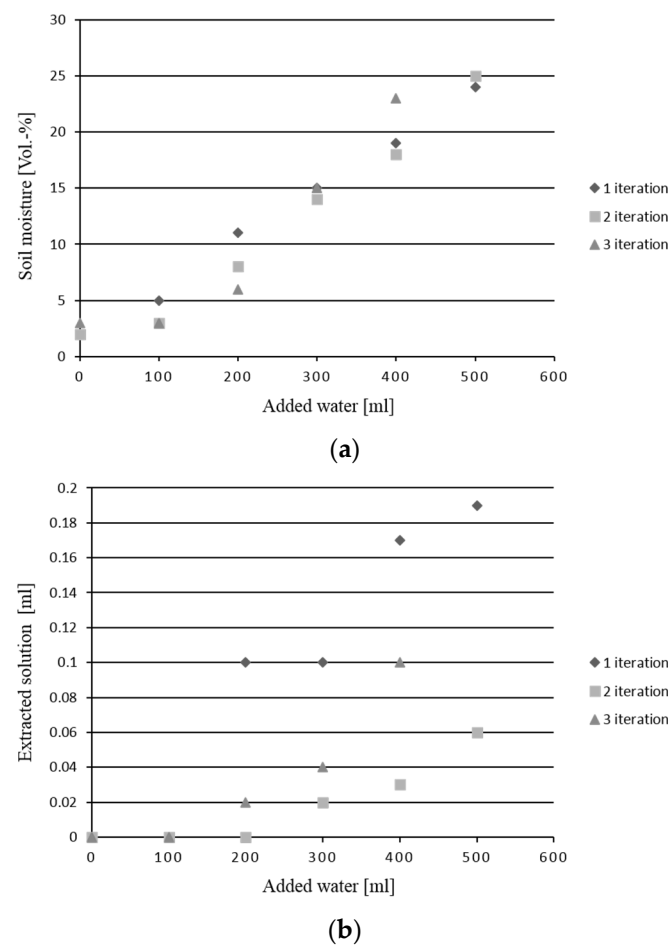 30
25
20
15
10
5
0
Soil moisture [Vol.-%]
0 100 200 300 400 500 600
Added water [ml]
1 iteration
2 iteration
3 iteration
(a)
0.2
0.18
0.16
0.14
0.12
0.1
0.08
0.06
0.04
0.02
0
Extracted solution [ml]
0 100 200 300 400 500 600
Added water [ml]
1 iteration
2 iteration
3 iteration
(b)